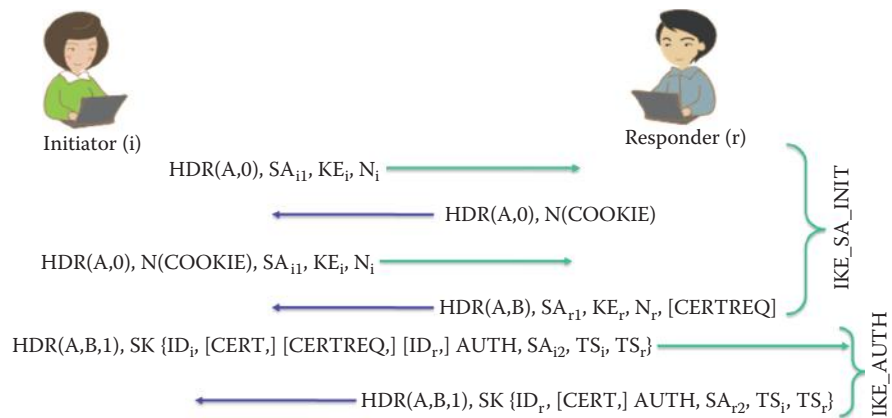 Initiator (i)
Responder (r)
HDR(A,0), SAi1, KEi, Ni
HDR(A,0), N(COOKIE)
HDR(A,0), N(COOKIE), SAi1, KEi, Ni
HDR(A,B), SAr1, KEr, Nr, [CERTREQ]
IKE_SA_INIT
HDR(A,B,1), SK {IDi, [CERT,] [CERTREQ,] [IDr,] AUTH, SAi2, TSi, TSr}
HDR(A,B,1), SK {IDr, [CERT,] AUTH, SAr2, TSi, TSr}
IKE_AUTH